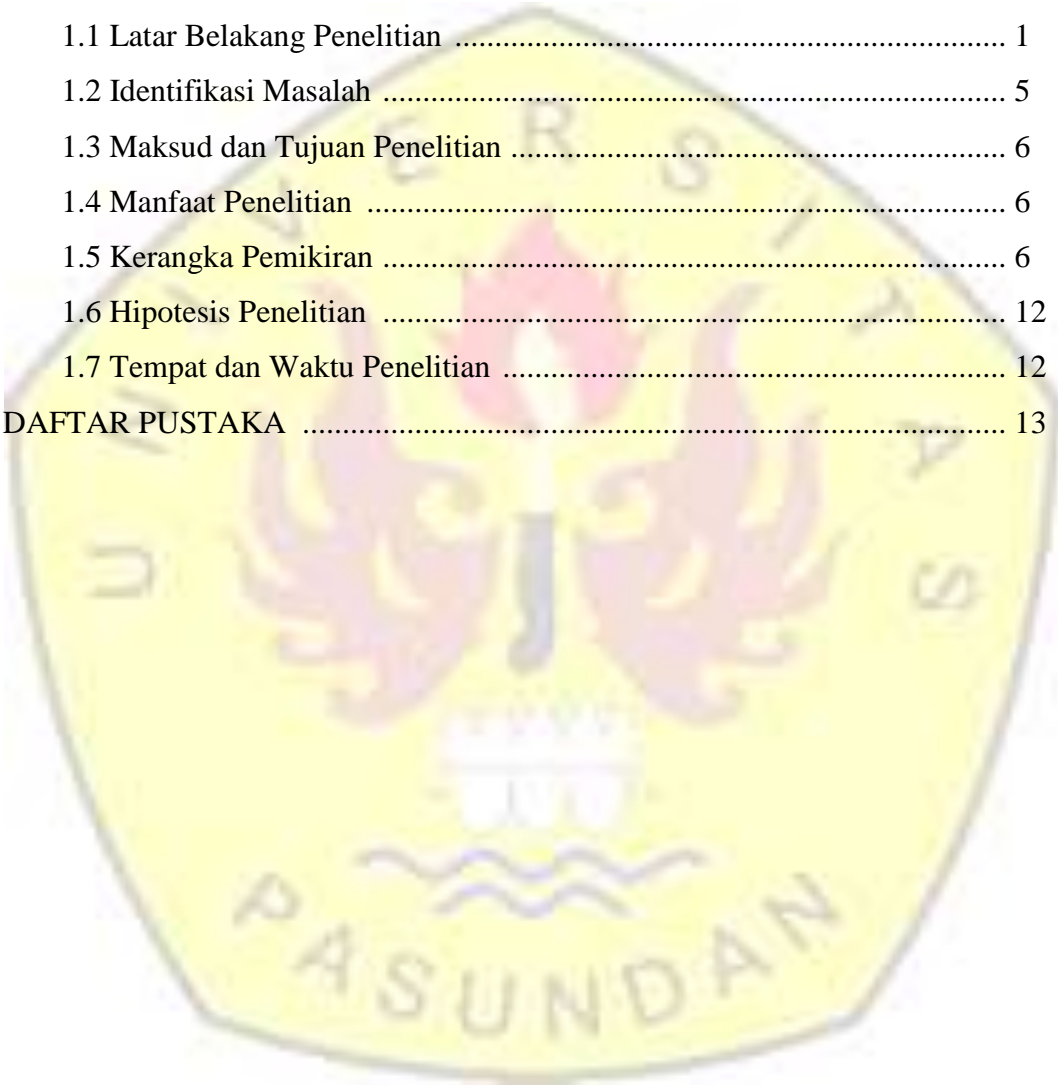 1.1 Latar Belakang Penelitian ........................................................................................ 1
1.2 Identifikasi Masalah ................................................................................................... 5
1.3 Maksud dan Tujuan Penelitian ............................................................................... 6
1.4 Manfaat Penelitian ...................................................................................................... 6
1.5 Kerangka Pemikiran ................................................................................................... 6
1.6 Hipotesis Penelitian ................................................................................................... 12
1.7 Tempat dan Waktu Penelitian ................................................................................ 12
DAFTAR PUSTAKA ................................................................................................................ 13
UNIVERSITAS
PASUNDAN